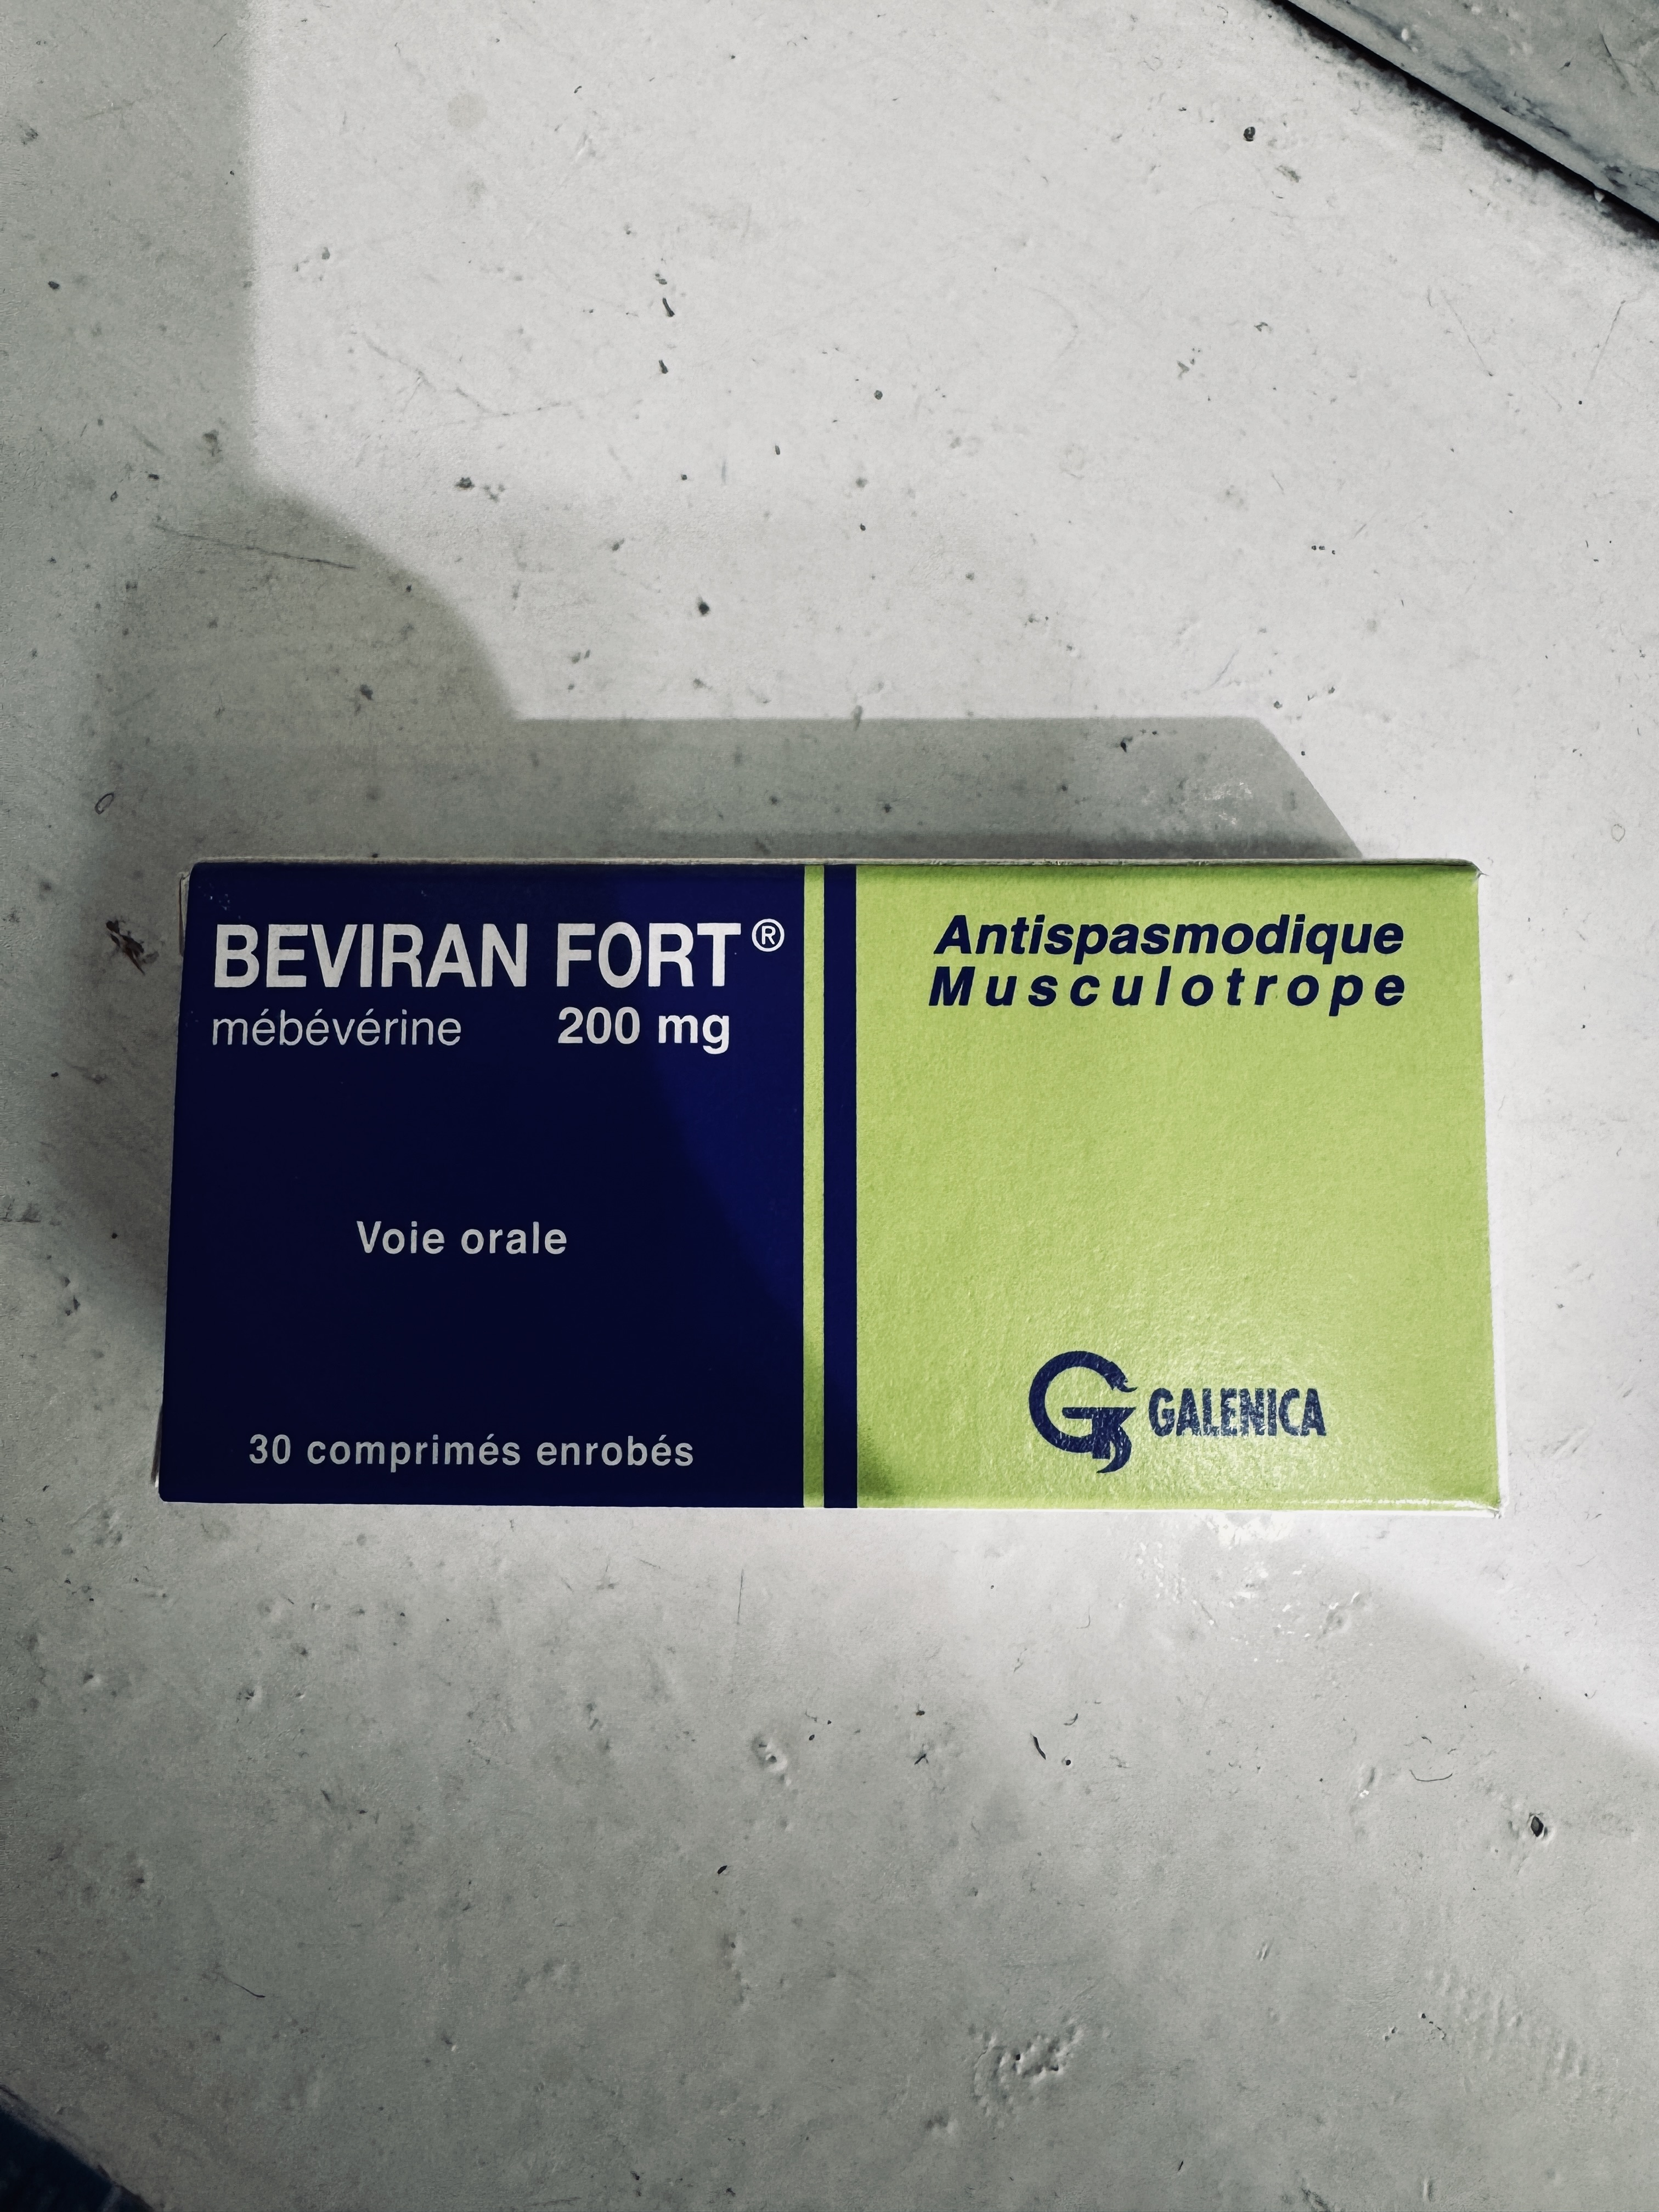 BEVIRAN FORT®
mébévérine 200 mg
Voie orale
30 comprimés enrobés
Antispasmodique
Musculotrope
GALENICA